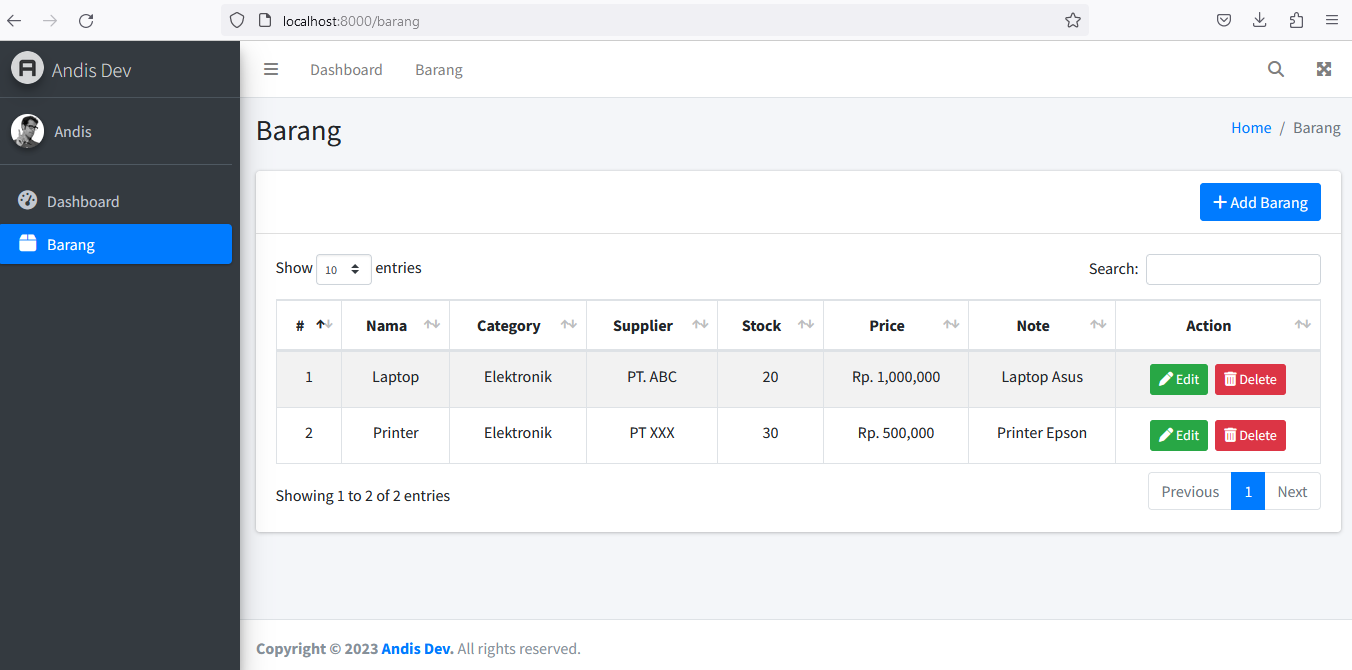 localhost:8000/barang
Andis Dev
Dashboard Barang
Andis
Barang
Home / Barang
Dashboard
Barang
Add Barang
Show 10 entries
Search:
# Nama Category Supplier Stock Price Note Action
1 Laptop Elektronik PT. ABC 20 Rp. 1,000,000 Laptop Asus Edit Delete
2 Printer Elektronik PT XXX 30 Rp. 500,000 Printer Epson Edit Delete
Showing 1 to 2 of 2 entries
Previous 1 Next
Copyright © 2023 Andis Dev. All rights reserved.